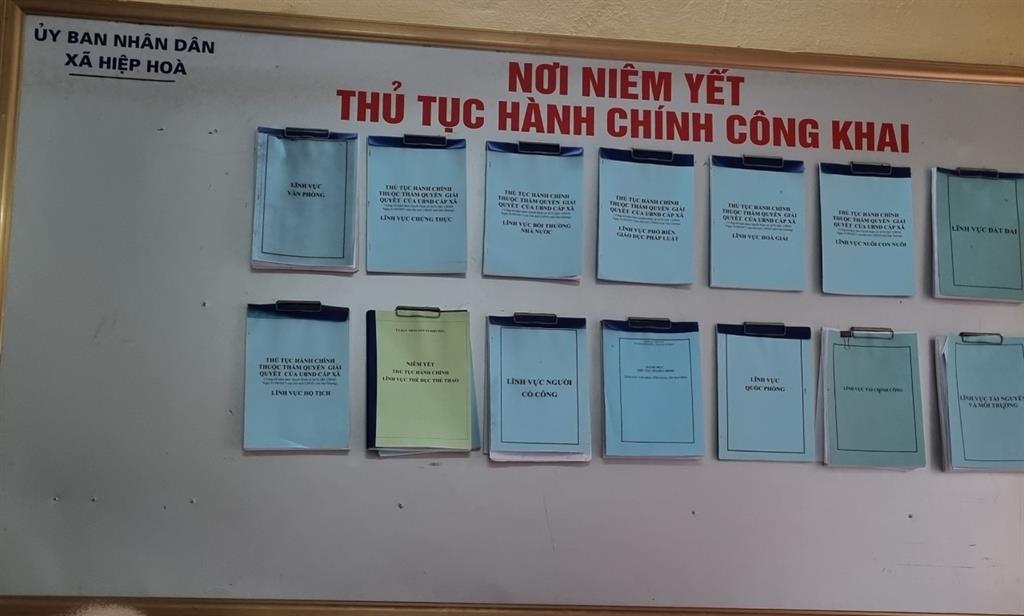 ỦY BAN NHÂN DÂN
XÃ HIỆP HOÀ
NƠI NIÊM YẾT
THỦ TỤC HÀNH CHÍNH CÔNG KHAI
LĨNH VỰC
VĂN PHÒNG
THỦ TỤC HÀNH CHÍNH
THUỘC THẨM QUYỀN GIẢI
QUYẾT CỦA UBND CẤP XÃ
LĨNH VỰC CHỨNG THỰC
THỦ TỤC HÀNH CHÍNH
THUỘC THẨM QUYỀN GIẢI
QUYẾT CỦA UBND CẤP XÃ
LĨNH VỰC BỒI THƯỜNG
NHÀ NƯỚC
THỦ TỤC HÀNH CHÍNH
THUỘC THẨM QUYỀN GIẢI
QUYẾT CỦA UBND CẤP XÃ
LĨNH VỰC PHỔ BIẾN
GIÁO DỤC PHÁP LUẬT
THỦ TỤC HÀNH CHÍNH
THUỘC THẨM QUYỀN GIẢI
QUYẾT CỦA UBND CẤP XÃ
LĨNH VỰC HOÀ GIẢI
THỦ TỤC HÀNH CHÍNH
THUỘC THẨM QUYỀN GIẢI
QUYẾT CỦA UBND CẤP XÃ
LĨNH VỰC NUÔI CON NUÔI
LĨNH VỰC ĐẤT ĐAI
THỦ TỤC HÀNH CHÍNH
THUỘC THẨM QUYỀN GIẢI
QUYẾT CỦA UBND CẤP XÃ
LĨNH VỰC HỘ TỊCH
NIÊM YẾT
THỦ TỤC HÀNH CHÍNH
LĨNH VỰC THỂ DỤC THỂ THAO
LĨNH VỰC NGƯỜI
CÓ CÔNG
LĨNH VỰC
QUỐC PHÒNG
LĨNH VỰC TÀI CHÍNH CÔNG
LĨNH VỰC TÀI NGUYÊN
VÀ MÔI TRƯỜNG